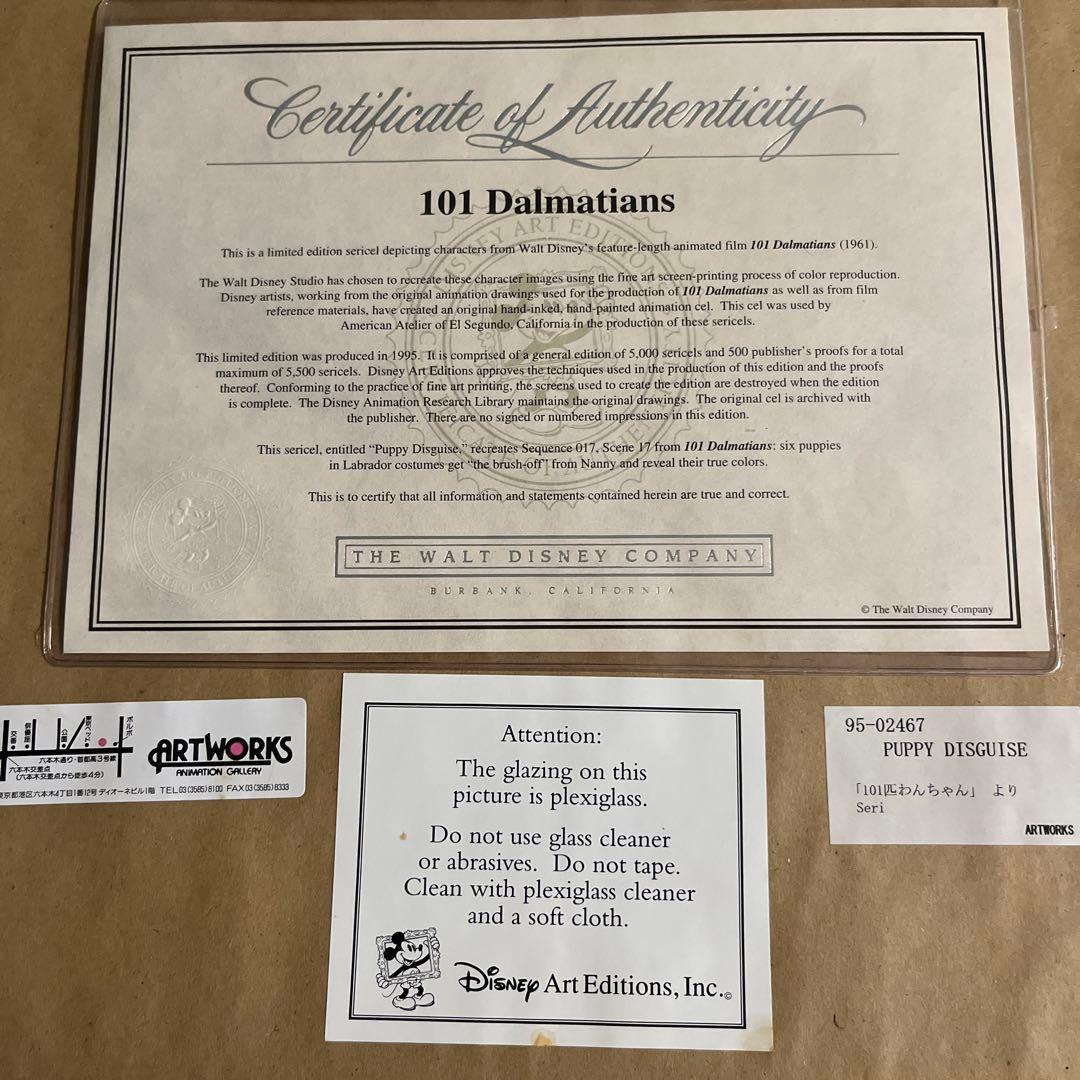 Certificate of Authenticity
101 Dalmatians
This is a limited edition sericel depicting characters from Walt Disney's feature-length animated film 101 Dalmatians (1961).
The Walt Disney Studio has chosen to recreate these character images using the fine art screen-printing process of color reproduction.
Disney artists, working from the original animation drawings used for the production of 101 Dalmatians as well as from film
reference materials, have created an original hand-inked, hand-painted animation cel. This cel was used by
American Atelier of El Segundo, California in the production of these sericels.
This limited edition was produced in 1995. It is comprised of a general edition of 5,000 sericels and 500 publisher's proofs for a total
maximum of 5,500 sericels. Disney Art Editions approves the techniques used in the production of this edition and the proofs
thereof. Conforming to the practice of fine art printing, the screens used to create the edition are destroyed when the edition
is complete. The Disney Animation Research Library maintains the original drawings. The original cel is archived with
the publisher. There are no signed or numbered impressions in this edition.
This sericel, entitled "Puppy Disguise," recreates Sequence 017, Scene 17 from 101 Dalmatians: six puppies
in Labrador costumes get "the brush-off" from Nanny and reveal their true colors.
This is to certify that all information and statements contained herein are true and correct.
THE WALT DISNEY COMPANY
BURBANK, CALIFORNIA
© The Walt Disney Company
交番
俳優座
公園
ボルボ
六本木通り・首都高3号線
六本木交差点
(六本木交差点から徒歩4分)
ARTWORKS
ANIMATION GALLERY
東京都港区六本木4丁目1番12号 ディオーネビル1階 TEL03(3585)8100 FAX03(3585)8333
Attention:
The glazing on this
picture is plexiglass.
Do not use glass cleaner
or abrasives. Do not tape.
Clean with plexiglass cleaner
and a soft cloth.
Disney Art Editions, Inc.©
95-02467
PUPPY DISGUISE
「101匹わんちゃん」 より
Seri
ARTWORKS